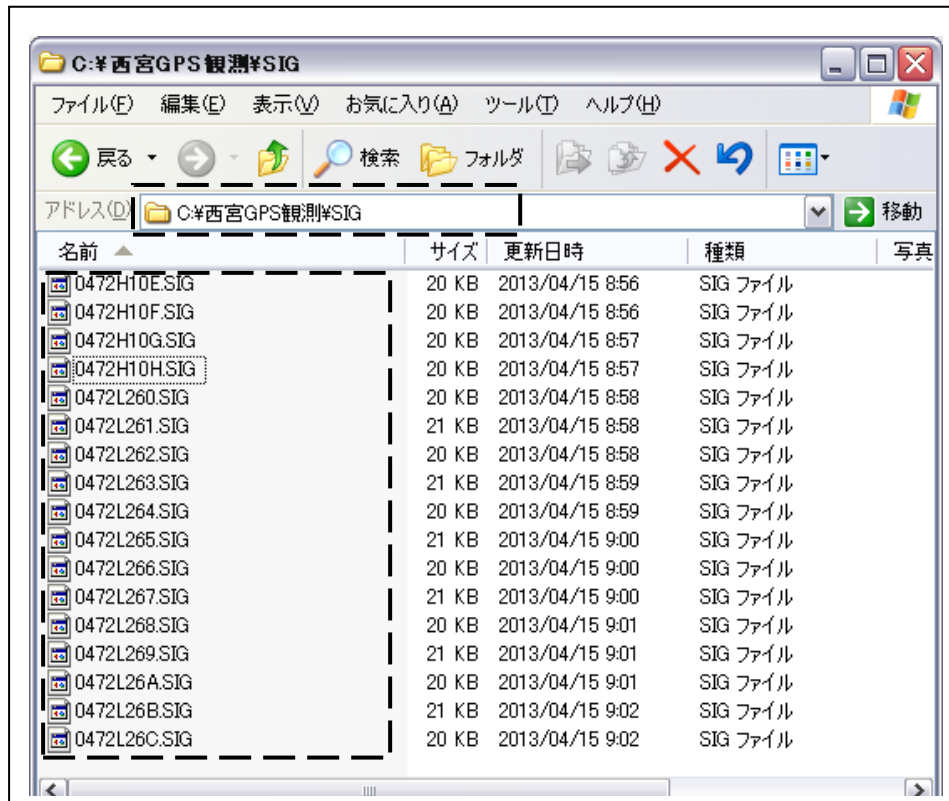 C:¥西宮GPS観測¥SIG
ファイル(F) 編集(E) 表示(V) お気に入り(A) ツール(T) ヘルプ(H)
戻る 検索 フォルダ
アドレス(D) C:¥西宮GPS観測¥SIG 移動
名前 サイズ 更新日時 種類 写真
0472H10E.SIG 20 KB 2013/04/15 8:56 SIG ファイル
0472H10F.SIG 20 KB 2013/04/15 8:56 SIG ファイル
0472H10G.SIG 20 KB 2013/04/15 8:57 SIG ファイル
0472H10H.SIG 20 KB 2013/04/15 8:57 SIG ファイル
0472L260.SIG 20 KB 2013/04/15 8:58 SIG ファイル
0472L261.SIG 21 KB 2013/04/15 8:58 SIG ファイル
0472L262.SIG 20 KB 2013/04/15 8:58 SIG ファイル
0472L263.SIG 21 KB 2013/04/15 8:59 SIG ファイル
0472L264.SIG 20 KB 2013/04/15 8:59 SIG ファイル
0472L265.SIG 21 KB 2013/04/15 9:00 SIG ファイル
0472L266.SIG 20 KB 2013/04/15 9:00 SIG ファイル
0472L267.SIG 21 KB 2013/04/15 9:00 SIG ファイル
0472L268.SIG 20 KB 2013/04/15 9:01 SIG ファイル
0472L269.SIG 21 KB 2013/04/15 9:01 SIG ファイル
0472L26A.SIG 20 KB 2013/04/15 9:01 SIG ファイル
0472L26B.SIG 21 KB 2013/04/15 9:02 SIG ファイル
0472L26C.SIG 20 KB 2013/04/15 9:02 SIG ファイル